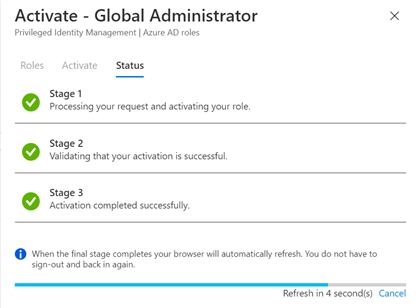 Activate - Global Administrator
Privileged Identity Management | Azure AD roles
Roles Activate Status
Stage 1
Processing your request and activating your role.
Stage 2
Validating that your activation is successful.
Stage 3
Activation completed successfully.
When the final stage completes your browser will automatically refresh. You do not have to
sign-out and back in again.
Refresh in 4 second(s) Cancel